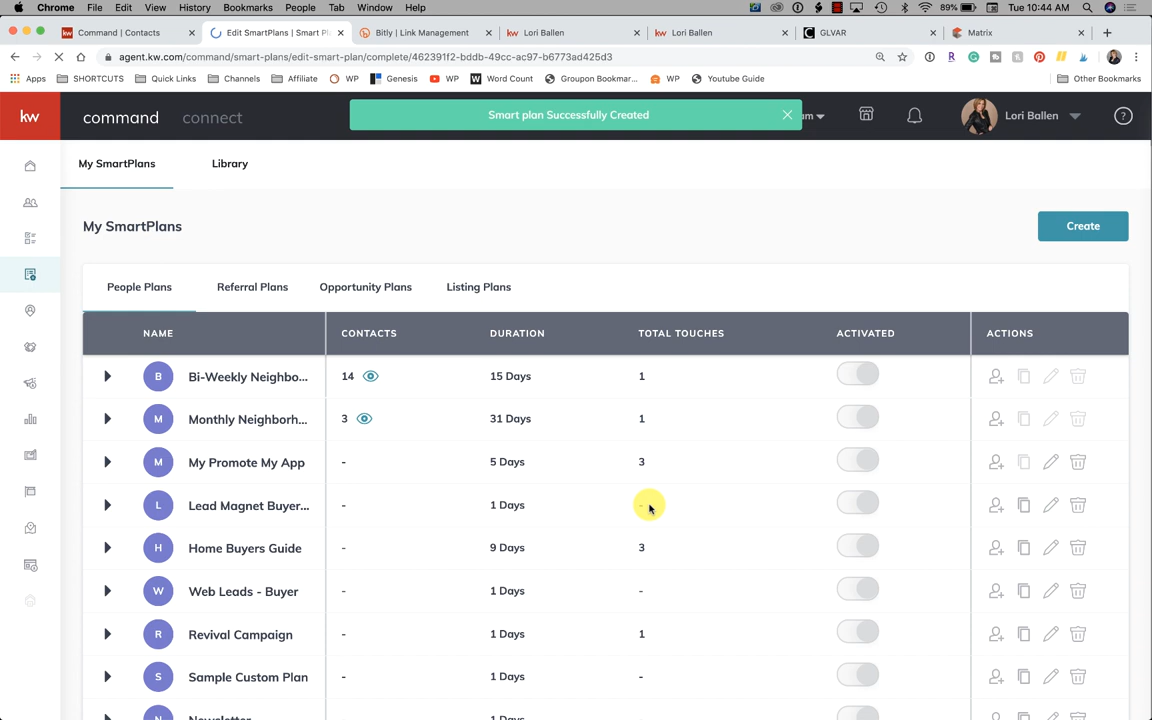 Chrome File Edit View History Bookmarks People Tab Window Help
89% Tue 10:44 AM
Command | Contacts
Edit SmartPlans | Smart Pl
Bitly | Link Management
kw Lori Ballen
kw Lori Ballen
GLVAR
Matrix
agent.kw.com/command/smart-plans/edit-smart-plan/complete/462391f2-bddb-49cc-ac97-b6773ad425d3
Apps SHORTCUTS Quick Links Channels Affiliate WP Genesis WP Word Count Groupon Bookmar... WP Youtube Guide Other Bookmarks
kw command connect
Smart plan Successfully Created
am
Lori Ballen
My SmartPlans Library
My SmartPlans
Create
People Plans Referral Plans Opportunity Plans Listing Plans
NAME CONTACTS DURATION TOTAL TOUCHES ACTIVATED ACTIONS
B Bi-Weekly Neighbo... 14 15 Days 1
M Monthly Neighborh... 3 31 Days 1
M My Promote My App - 5 Days 3
L Lead Magnet Buyer... - 1 Days -
H Home Buyers Guide - 9 Days 3
W Web Leads - Buyer - 1 Days -
R Revival Campaign - 1 Days 1
S Sample Custom Plan - 1 Days -
N Newsletter - 1 Days